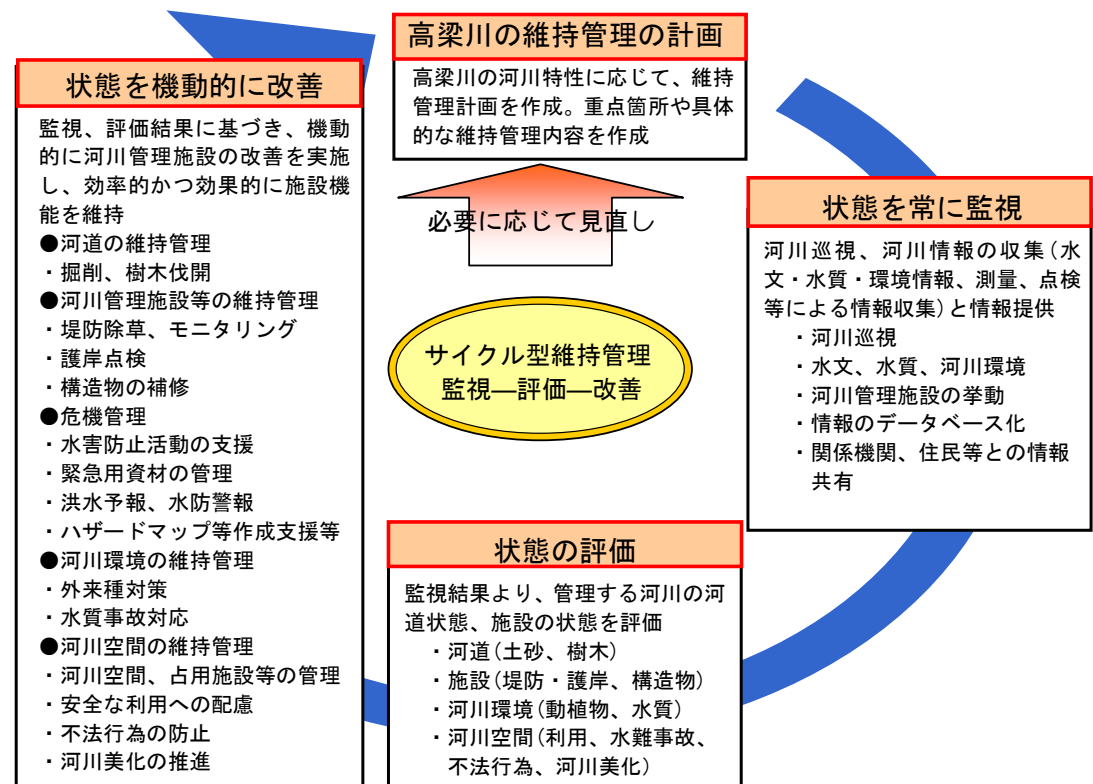 高梁川の維持管理の計画
高梁川の河川特性に応じて、維持
管理計画を作成。重点箇所や具体
的な維持管理内容を作成
必要に応じて見直し
サイクル型維持管理
監視―評価―改善
状態を常に監視
河川巡視、河川情報の収集(水
文・水質・環境情報、測量、点検
等による情報収集)と情報提供
・河川巡視
・水文、水質、河川環境
・河川管理施設の挙動
・情報のデータベース化
・関係機関、住民等との情報
共有
状態の評価
監視結果より、管理する河川の河
道状態、施設の状態を評価
・河道(土砂、樹木)
・施設(堤防・護岸、構造物)
・河川環境(動植物、水質)
・河川空間(利用、水難事故、
不法行為、河川美化)
状態を機動的に改善
監視、評価結果に基づき、機動
的に河川管理施設の改善を実施
し、効率的かつ効果的に施設機
能を維持
●河道の維持管理
・掘削、樹木伐開
●河川管理施設等の維持管理
・堤防除草、モニタリング
・護岸点検
・構造物の補修
●危機管理
・水害防止活動の支援
・緊急用資材の管理
・洪水予報、水防警報
・ハザードマップ等作成支援等
●河川環境の維持管理
・外来種対策
・水質事故対応
●河川空間の維持管理
・河川空間、占用施設等の管理
・安全な利用への配慮
・不法行為の防止
・河川美化の推進